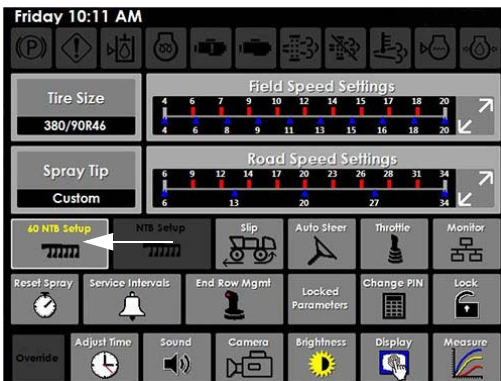 Friday 10:11 AM
(P)
Tire Size
380/90R46
Field Speed Settings
4 6 7 9 10 12 14 15 17 18 20
4 6 8 9 11 13 15 16 18 20
Spray Tip
Custom
Road Speed Settings
6 9 12 14 16 18 23 26 28 31 34
6 13 20 27 34
60 NTB Setup
NTB Setup
Slip
Auto Steer
Throttle
Monitor
Reset Spray
Service Intervals
End Row Mgmt
Locked
Parameters
Change PIN
Lock
Override
Adjust Time
Sound
Camera
Brightness
Display
Measure